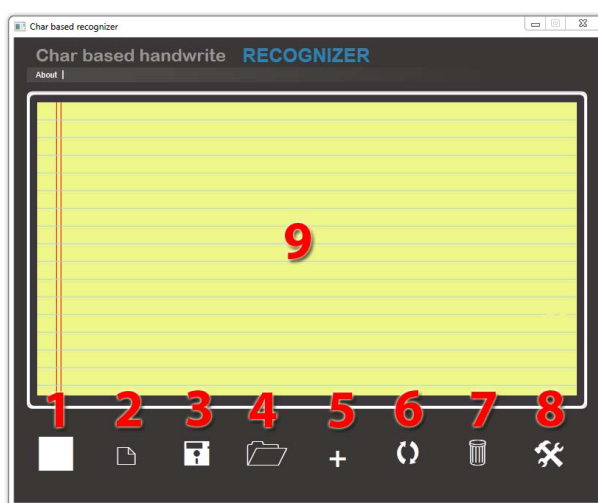 Char based recognizer
Char based handwrite RECOGNIZER
About |
9
1 2 3 4 5 6 7 8